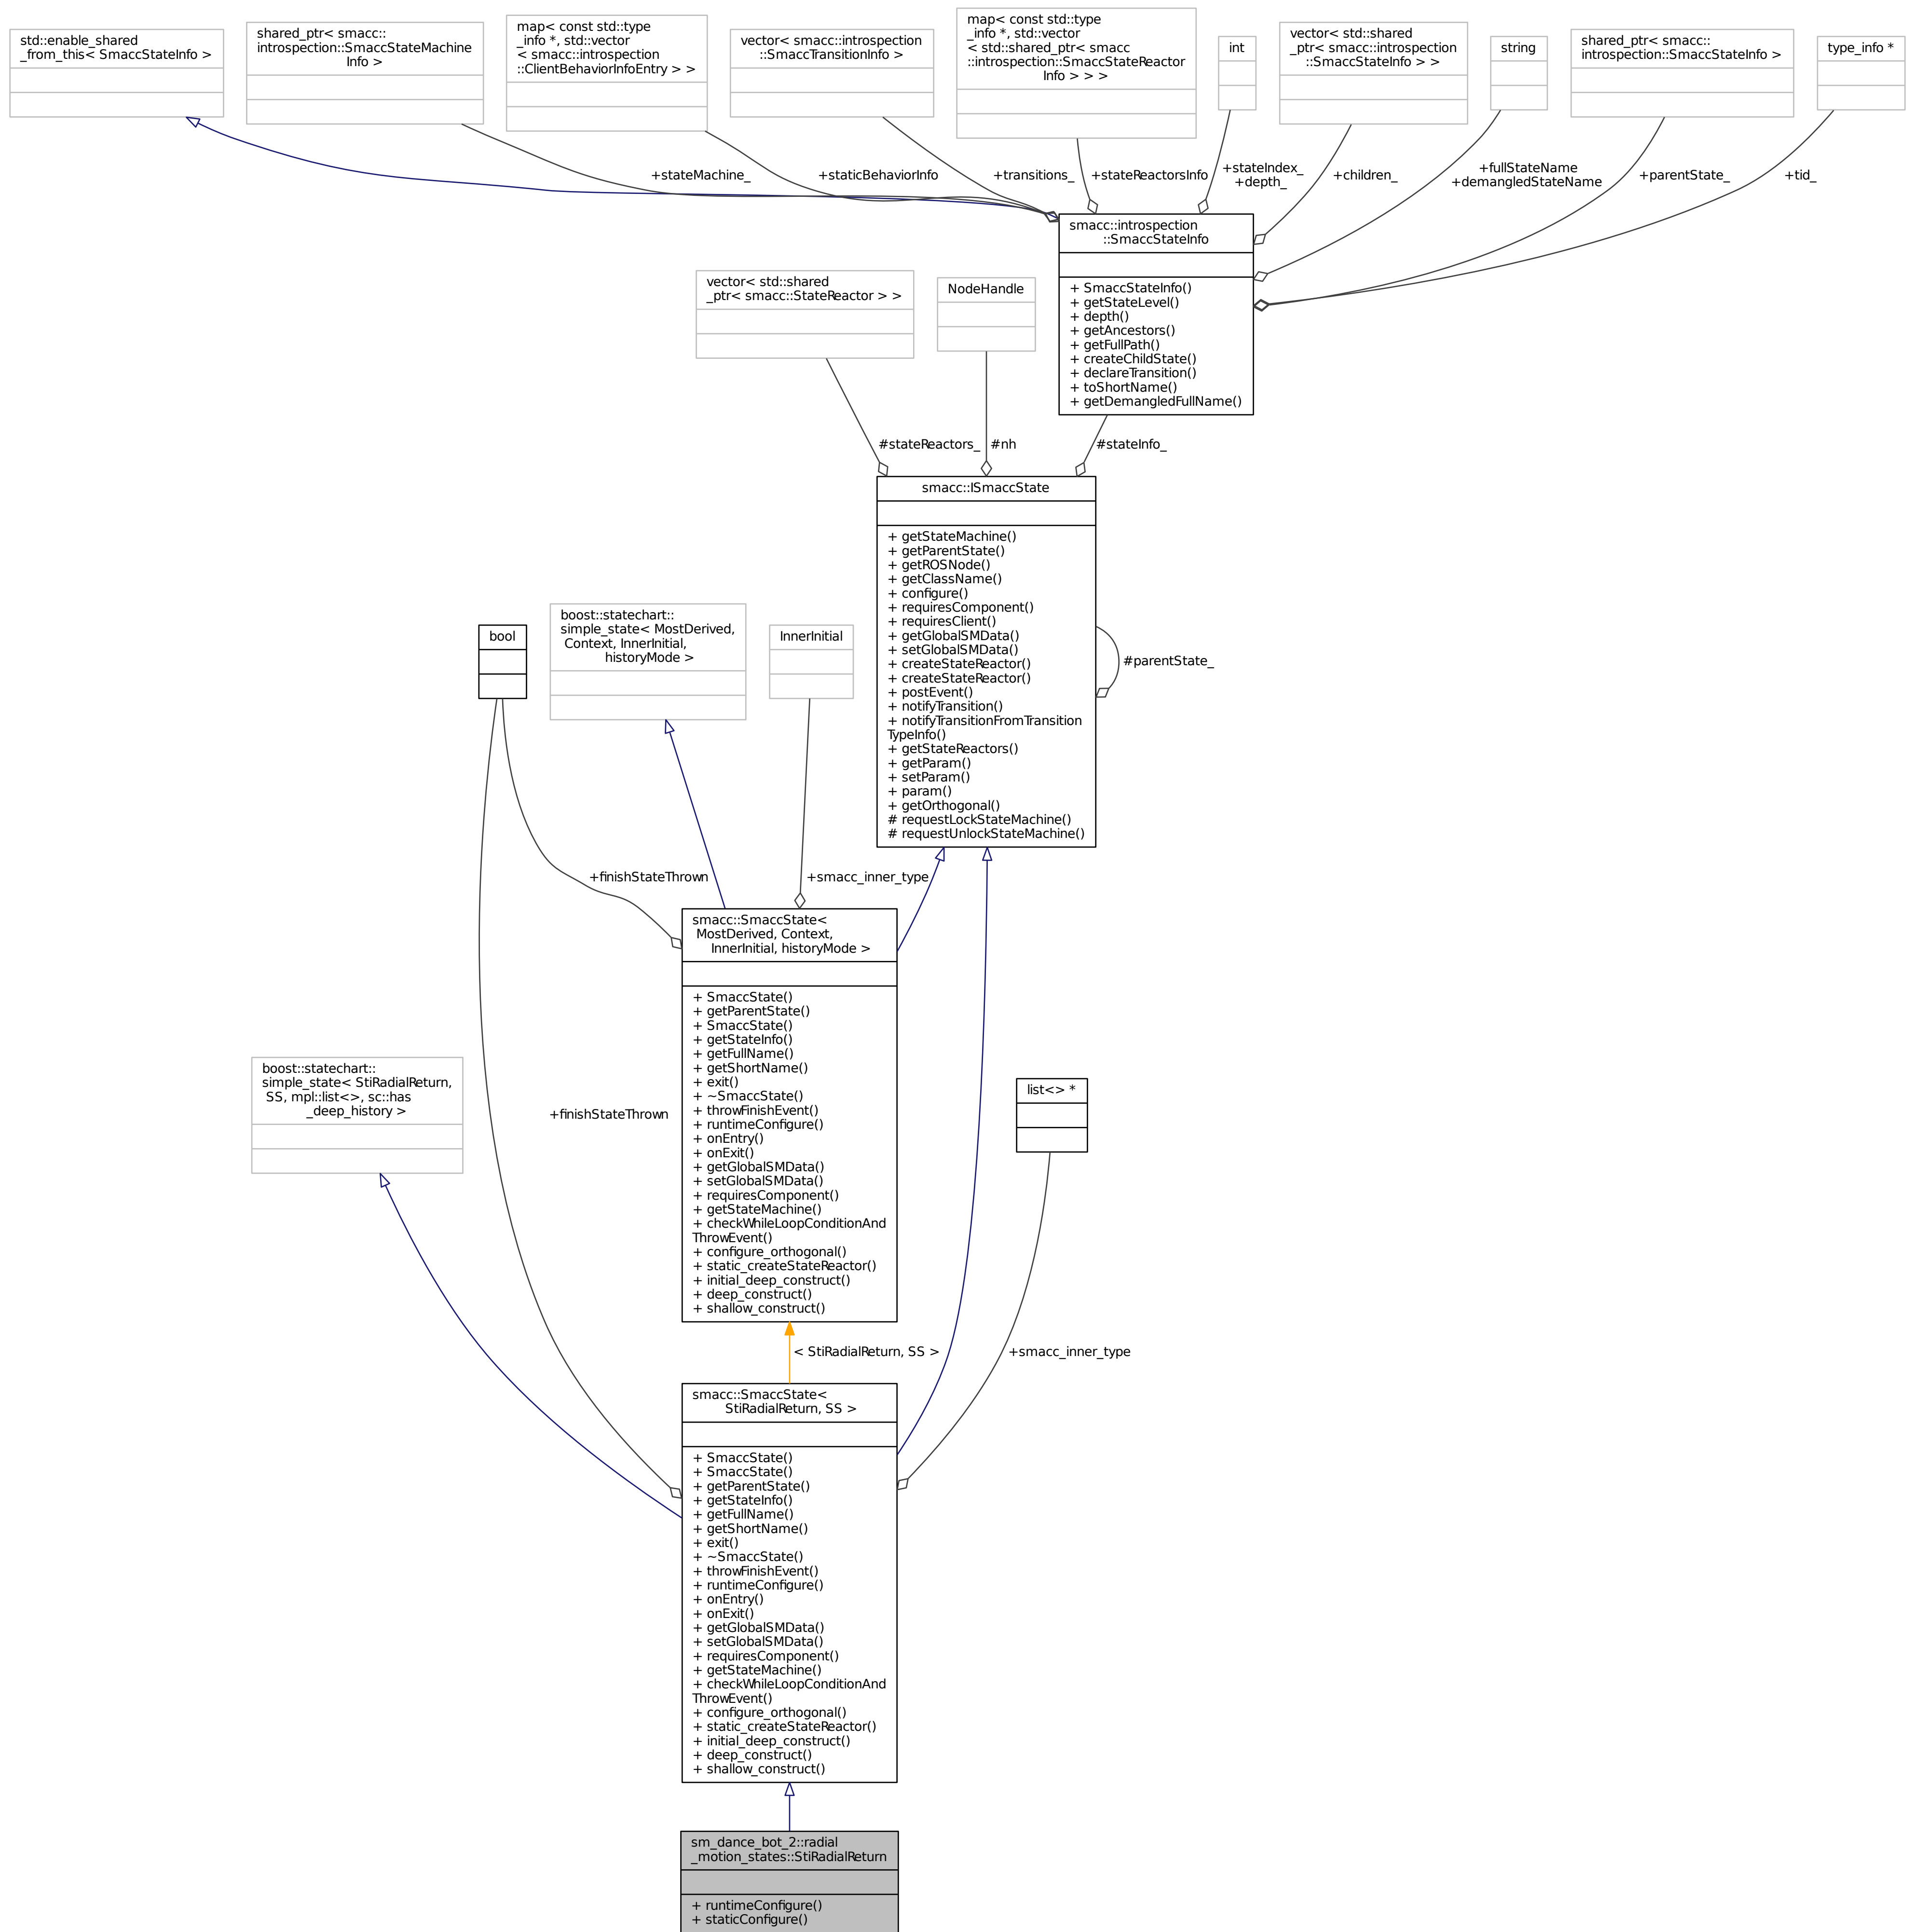 std::enable_shared
_from_this< SmaccStateInfo >
shared_ptr< smacc::
introspection::SmaccStateMachine
Info >
map< const std::type
_info *, std::vector
< smacc::introspection
::ClientBehaviorInfoEntry > >
vector< smacc::introspection
::SmaccTransitionInfo >
map< const std::type
_info *, std::vector
< std::shared_ptr< smacc
::introspection::SmaccStateReactor
Info > > >
int
vector< std::shared
_ptr< smacc::introspection
::SmaccStateInfo > >
string
shared_ptr< smacc::
introspection::SmaccStateInfo >
type_info *
+stateMachine_
+staticBehaviorInfo
+transitions_
+stateReactorsInfo
+stateIndex_
+depth_
+children_
+fullStateName
+demangledStateName
+parentState_
+tid_
smacc::introspection
::SmaccStateInfo
+ SmaccStateInfo()
+ getStateLevel()
+ depth()
+ getAncestors()
+ getFullPath()
+ createChildState()
+ declareTransition()
+ toShortName()
+ getDemangledFullName()
vector< std::shared
_ptr< smacc::StateReactor > >
NodeHandle
#stateReactors_
#nh
#stateInfo_
smacc::ISmaccState
+ getStateMachine()
+ getParentState()
+ getROSNode()
+ getClassName()
+ configure()
+ requiresComponent()
+ requiresClient()
+ getGlobalSMData()
+ setGlobalSMData()
+ createStateReactor()
+ createStateReactor()
+ postEvent()
+ notifyTransition()
+ notifyTransitionFromTransition
TypeInfo()
+ getStateReactors()
+ getParam()
+ setParam()
+ param()
+ getOrthogonal()
# requestLockStateMachine()
# requestUnlockStateMachine()
#parentState_
bool
boost::statechart::
simple_state< MostDerived,
Context, InnerInitial,
historyMode >
InnerInitial
+finishStateThrown
+smacc_inner_type
smacc::SmaccState<
MostDerived, Context,
InnerInitial, historyMode >
+ SmaccState()
+ getParentState()
+ SmaccState()
+ getStateInfo()
+ getFullName()
+ getShortName()
+ exit()
+ ~SmaccState()
+ throwFinishEvent()
+ runtimeConfigure()
+ onEntry()
+ onExit()
+ getGlobalSMData()
+ setGlobalSMData()
+ requiresComponent()
+ getStateMachine()
+ checkWhileLoopConditionAnd
ThrowEvent()
+ configure_orthogonal()
+ static_createStateReactor()
+ initial_deep_construct()
+ deep_construct()
+ shallow_construct()
boost::statechart::
simple_state< StiRadialReturn,
SS, mpl::list<>, sc::has
_deep_history >
+finishStateThrown
list<> *
< StiRadialReturn, SS >
+smacc_inner_type
smacc::SmaccState<
StiRadialReturn, SS >
+ SmaccState()
+ SmaccState()
+ getParentState()
+ getStateInfo()
+ getFullName()
+ getShortName()
+ exit()
+ ~SmaccState()
+ throwFinishEvent()
+ runtimeConfigure()
+ onEntry()
+ onExit()
+ getGlobalSMData()
+ setGlobalSMData()
+ requiresComponent()
+ getStateMachine()
+ checkWhileLoopConditionAnd
ThrowEvent()
+ configure_orthogonal()
+ static_createStateReactor()
+ initial_deep_construct()
+ deep_construct()
+ shallow_construct()
sm_dance_bot_2::radial
_motion_states::StiRadialReturn
+ runtimeConfigure()
+ staticConfigure()